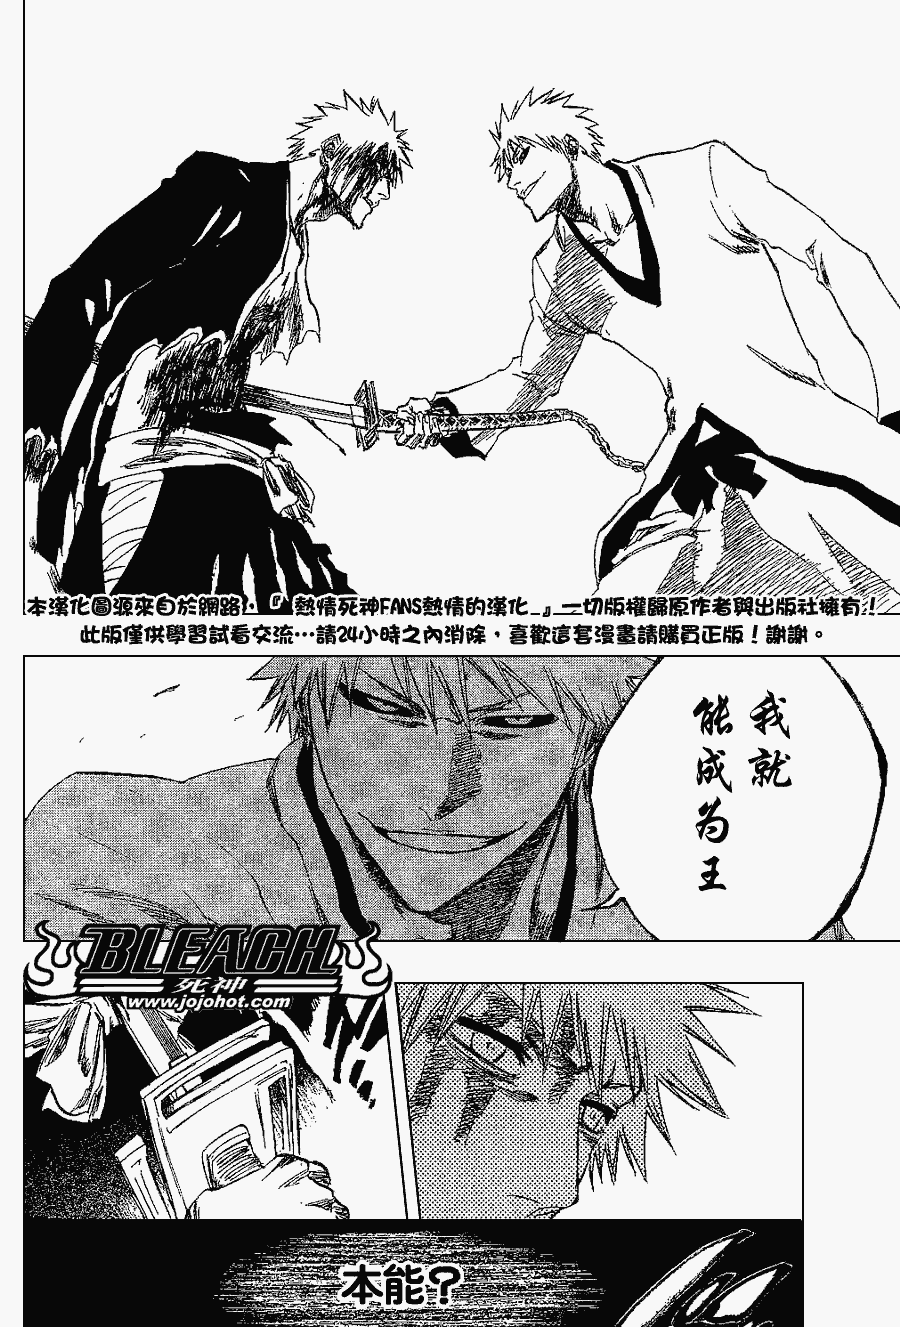 本漢化圖源來自於網路．『 熱情死神FANS熱情的漢化 』一切版權歸原作者與出版社擁有！
此版僅供學習試看交流…請24小時之內消除，喜歡這套漫畫請購買正版！謝謝。
我就
能成為王
BLEACH
死神
www.jojohot.com
本能？